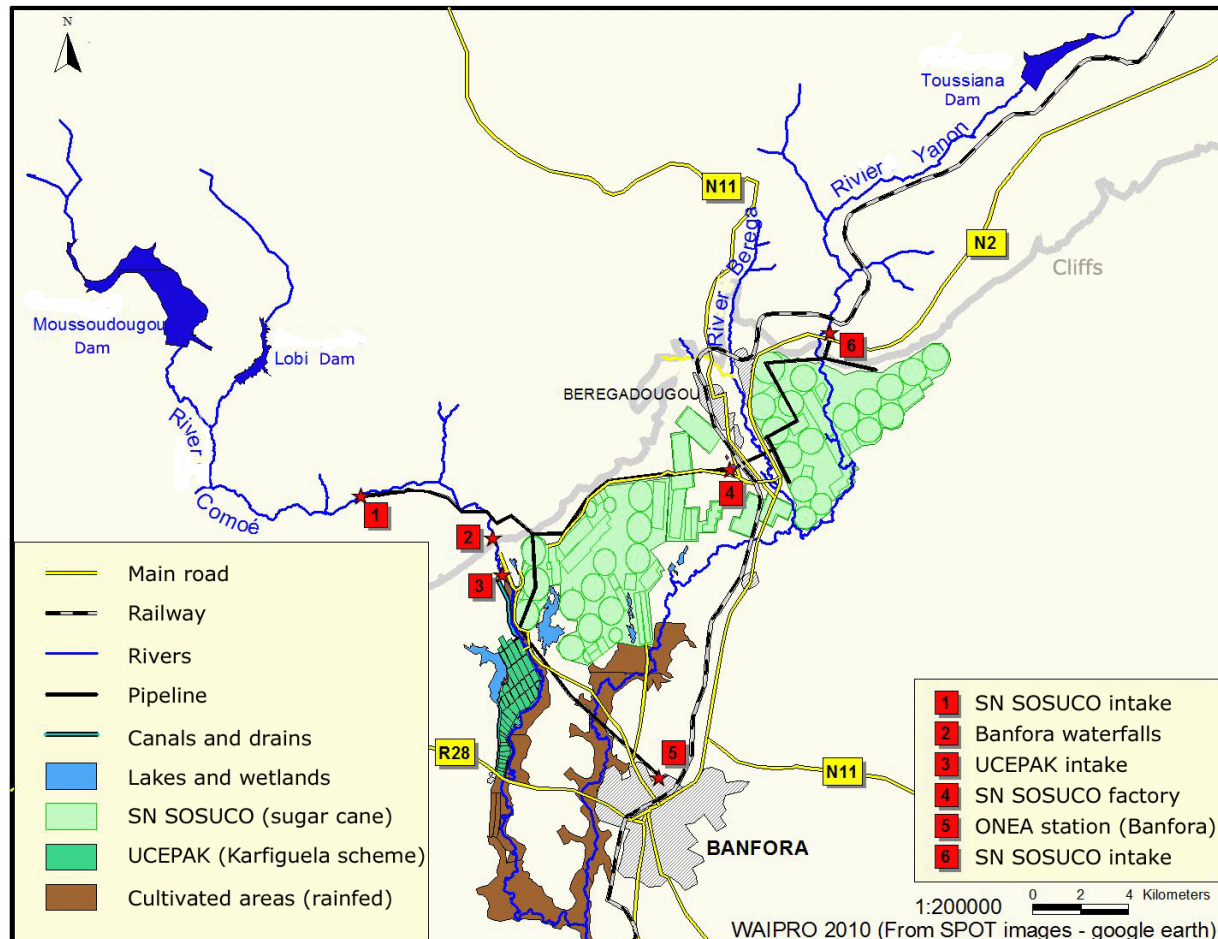 N
Toussiana
Dam
Rivier Yanon
N11
N2
River Berega
Cliffs
Moussoudougou
Dam
Lobi Dam
6
BEREGADOUGOU
River
Comoé
4
1
2
3
Main road
Railway
Rivers
Pipeline
Canals and drains
Lakes and wetlands
SN SOSUCO (sugar cane)
UCEPAK (Karfiguela scheme)
Cultivated areas (rainfed)
R28
5
N11
BANFORA
1 SN SOSUCO intake
2 Banfora waterfalls
3 UCEPAK intake
4 SN SOSUCO factory
5 ONEA station (Banfora)
6 SN SOSUCO intake
0 2 4 Kilometers
1:200000
WAIPRO 2010 (From SPOT images - google earth)